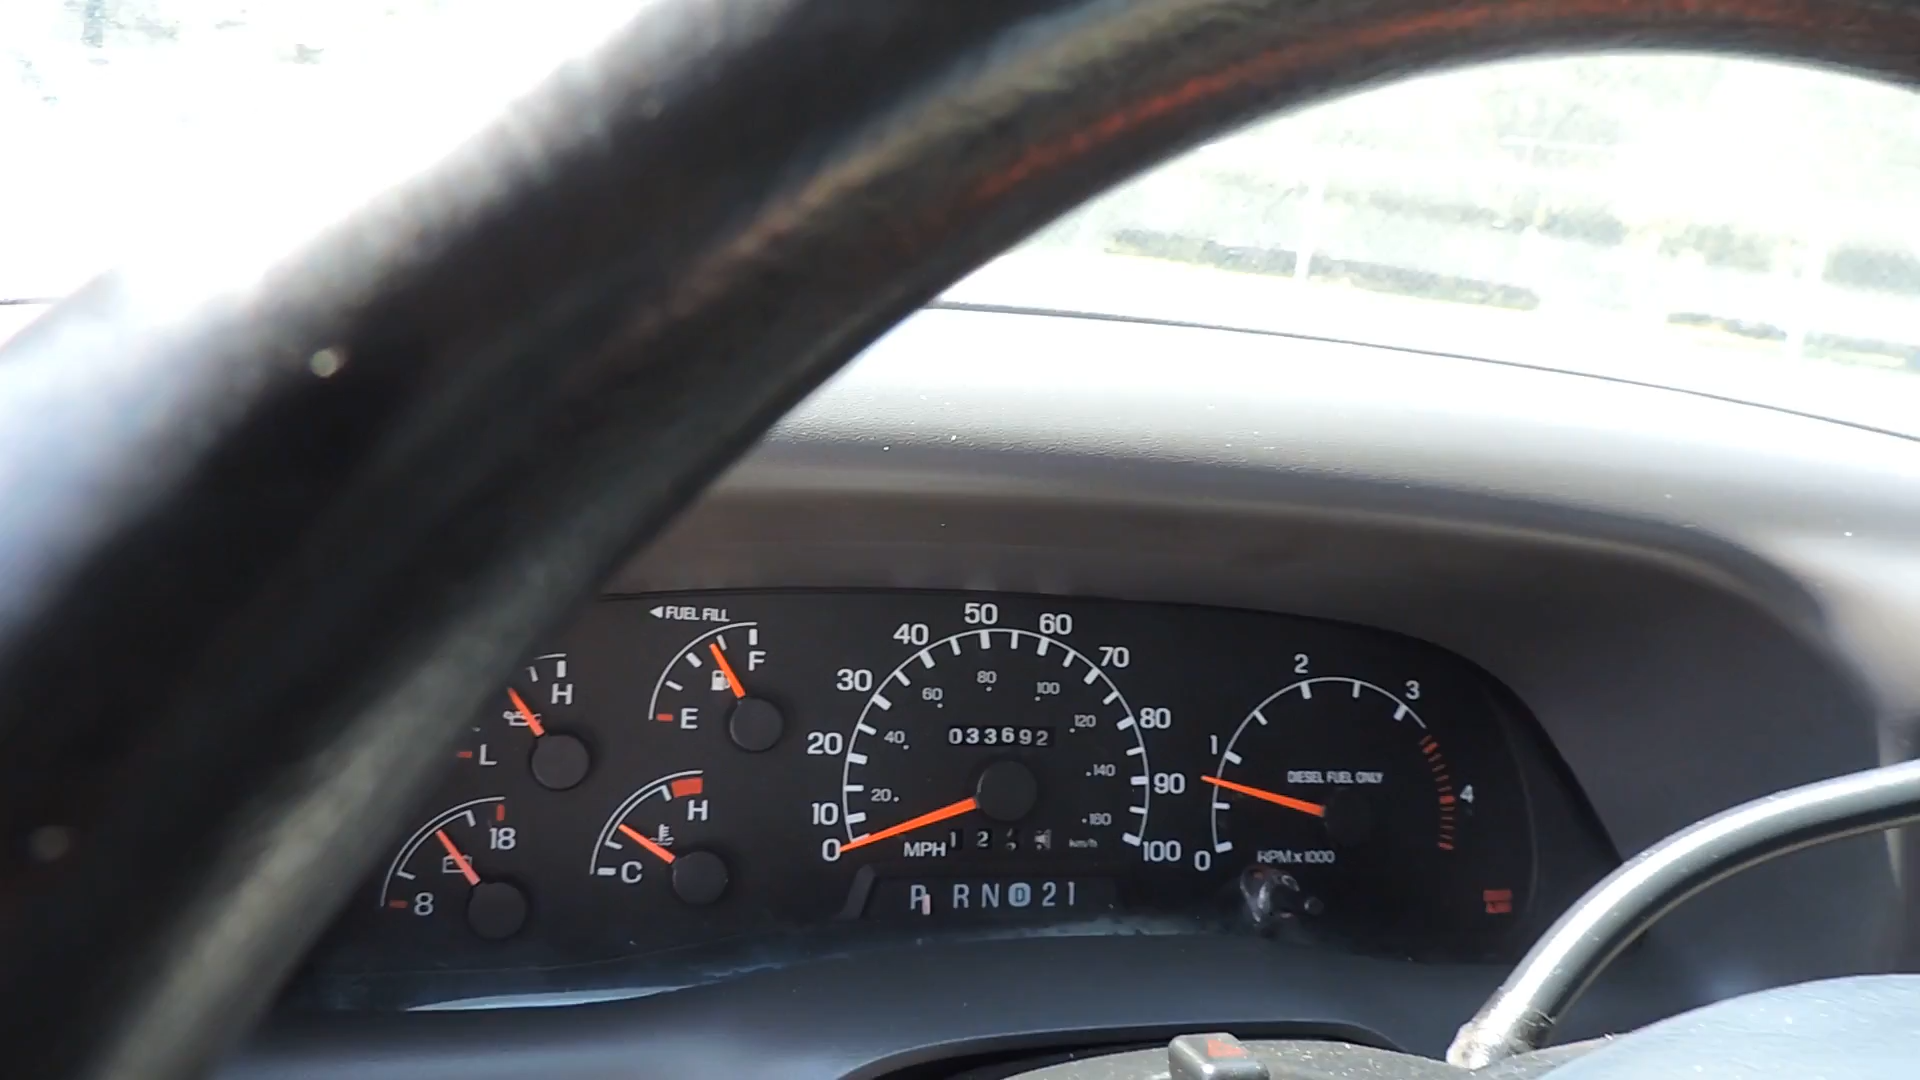 ◄ FUEL FILL
F
E
H
L
18
8
H
C
0
10
20
30
40
50
60
70
80
90
100
20
40
60
80
100
120
140
160
033692
MPH
12
km/h
P R N D 2 1
0
1
2
3
4
DIESEL FUEL ONLY
RPM x 1000